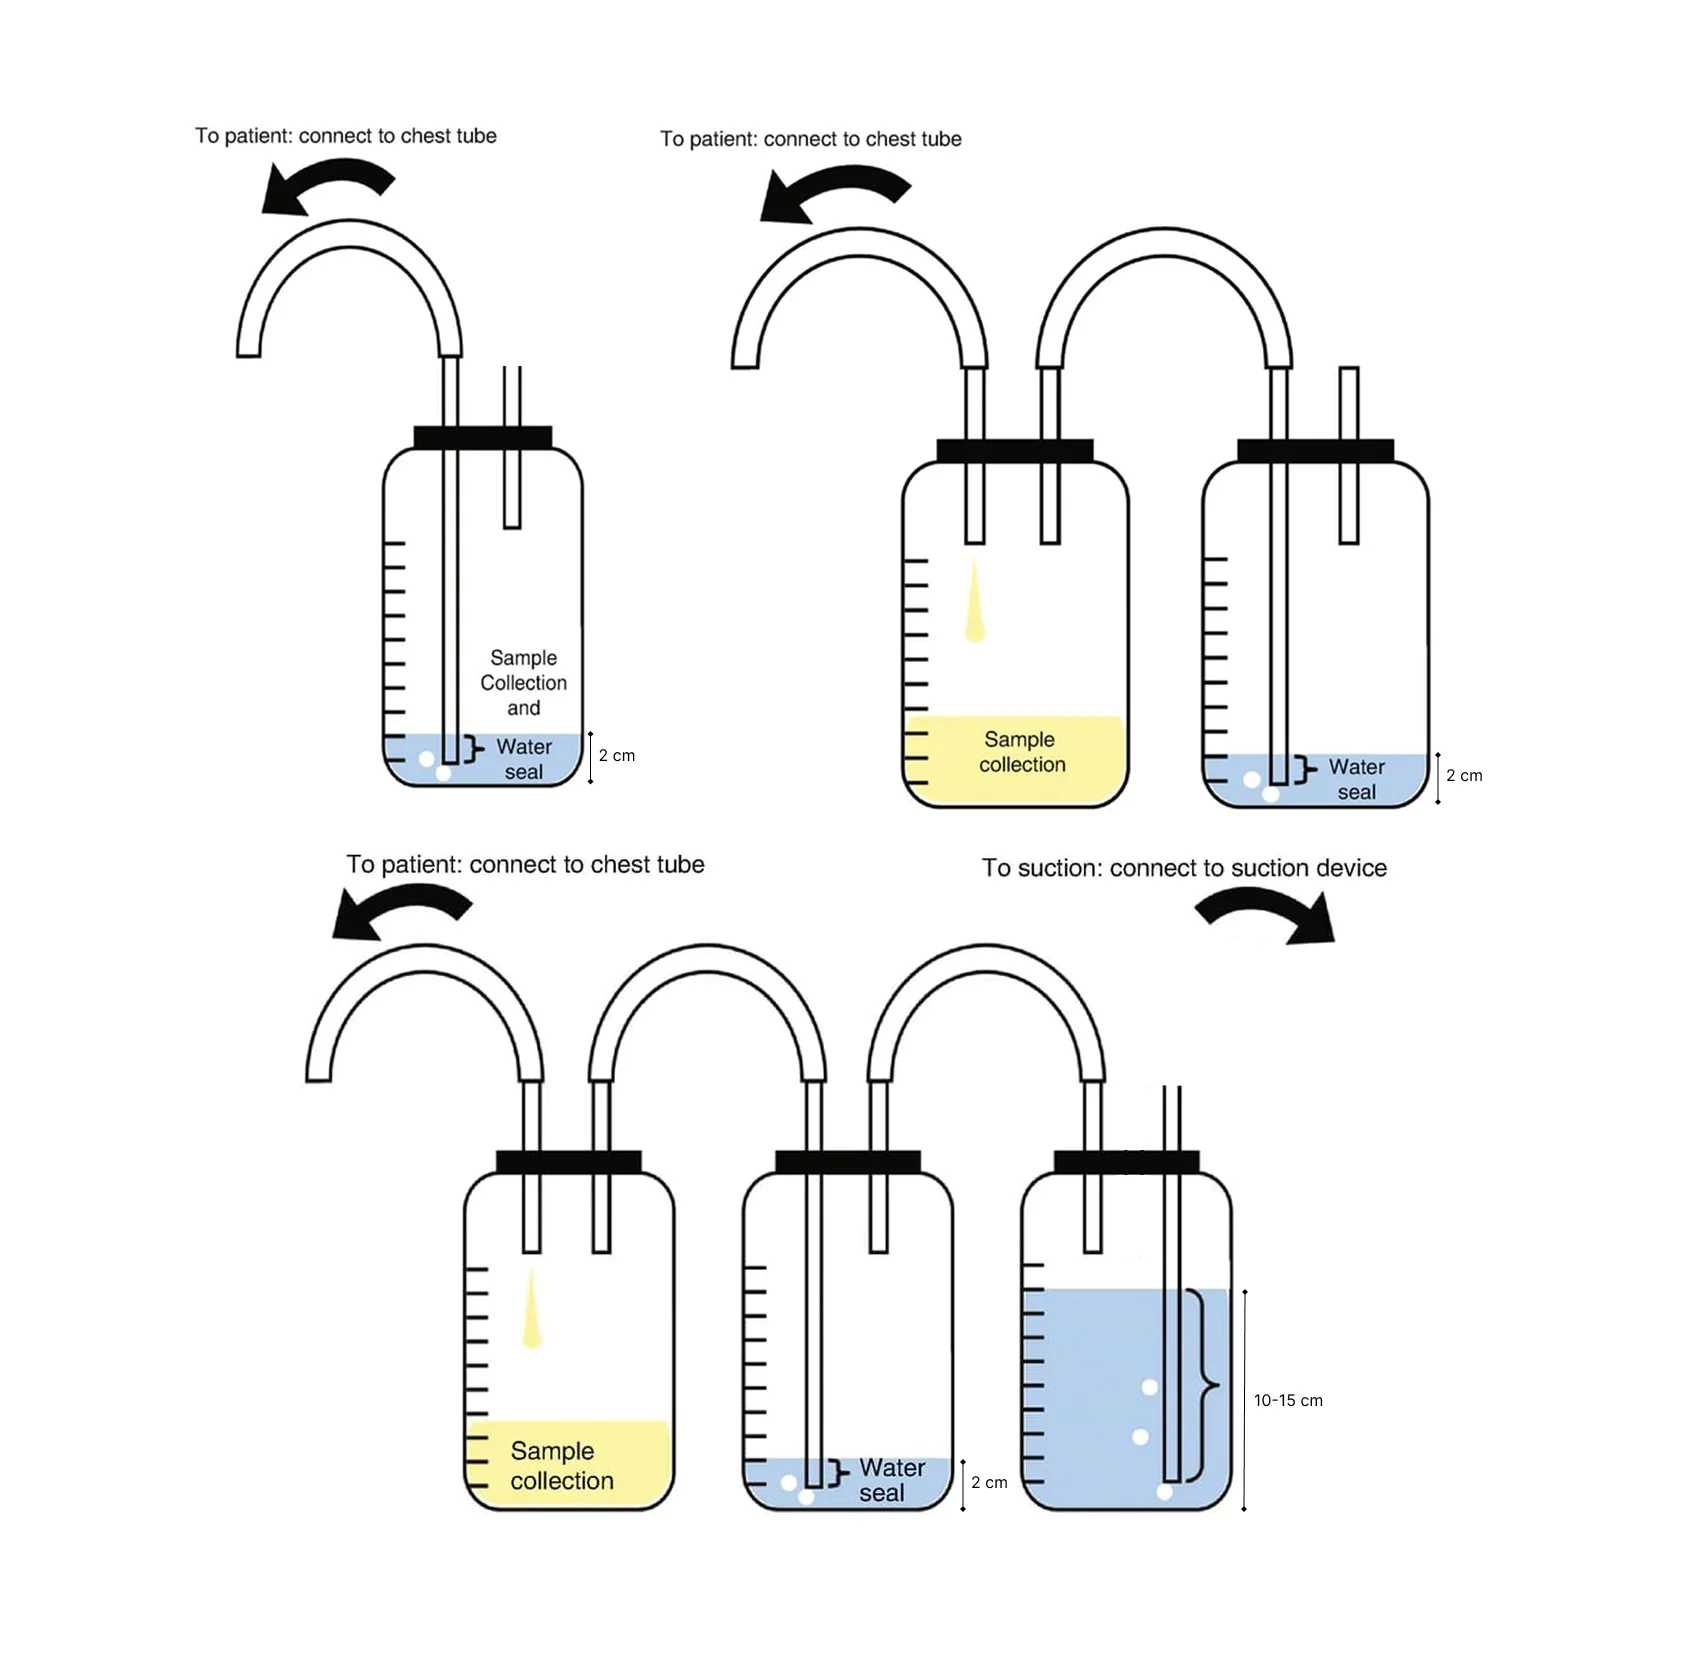 To patient: connect to chest tube
To patient: connect to chest tube
Sample
Collection
and
Water
seal
2 cm
Sample
collection
Water
seal
2 cm
To patient: connect to chest tube
To suction: connect to suction device
Sample
collection
Water
seal
2 cm
10-15 cm